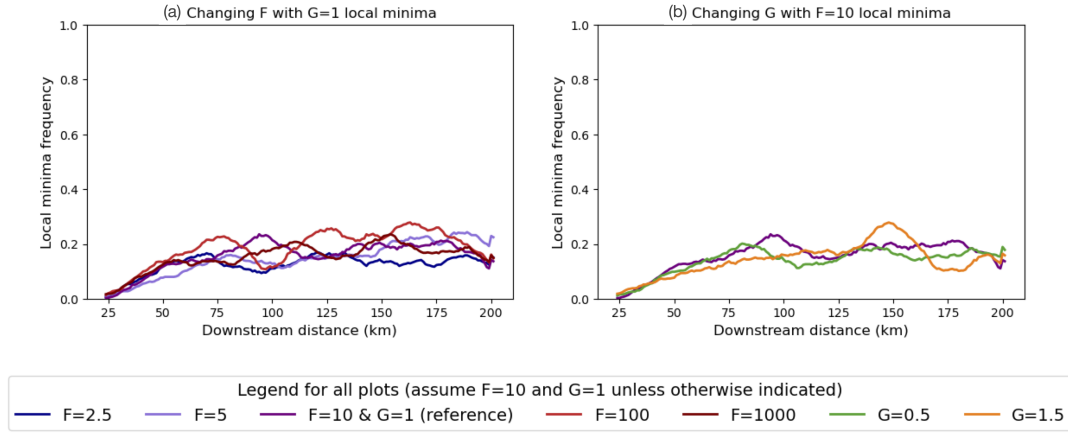 (a) Changing F with G=1 local minima
(b) Changing G with F=10 local minima
Local minima frequency
1.0
0.8
0.6
0.4
0.2
0.0
25 50 75 100 125 150 175 200
Downstream distance (km)
Local minima frequency
1.0
0.8
0.6
0.4
0.2
0.0
25 50 75 100 125 150 175 200
Downstream distance (km)
Legend for all plots (assume F=10 and G=1 unless otherwise indicated)
F=2.5 F=5 F=10 & G=1 (reference) F=100 F=1000 G=0.5 G=1.5